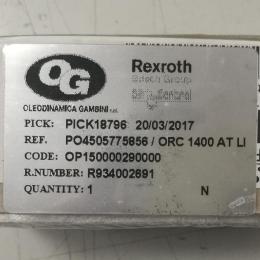 OG
Rexroth
Bosch Group
OLEODINAMICA GAMBINI s.r.l.
PICK: PICK18796 20/03/2017
REF. PO4505775856 / ORC 1400 AT LI
CODE: OP150000290000
R.NUMBER: R934002691
QUANTITY: 1 N